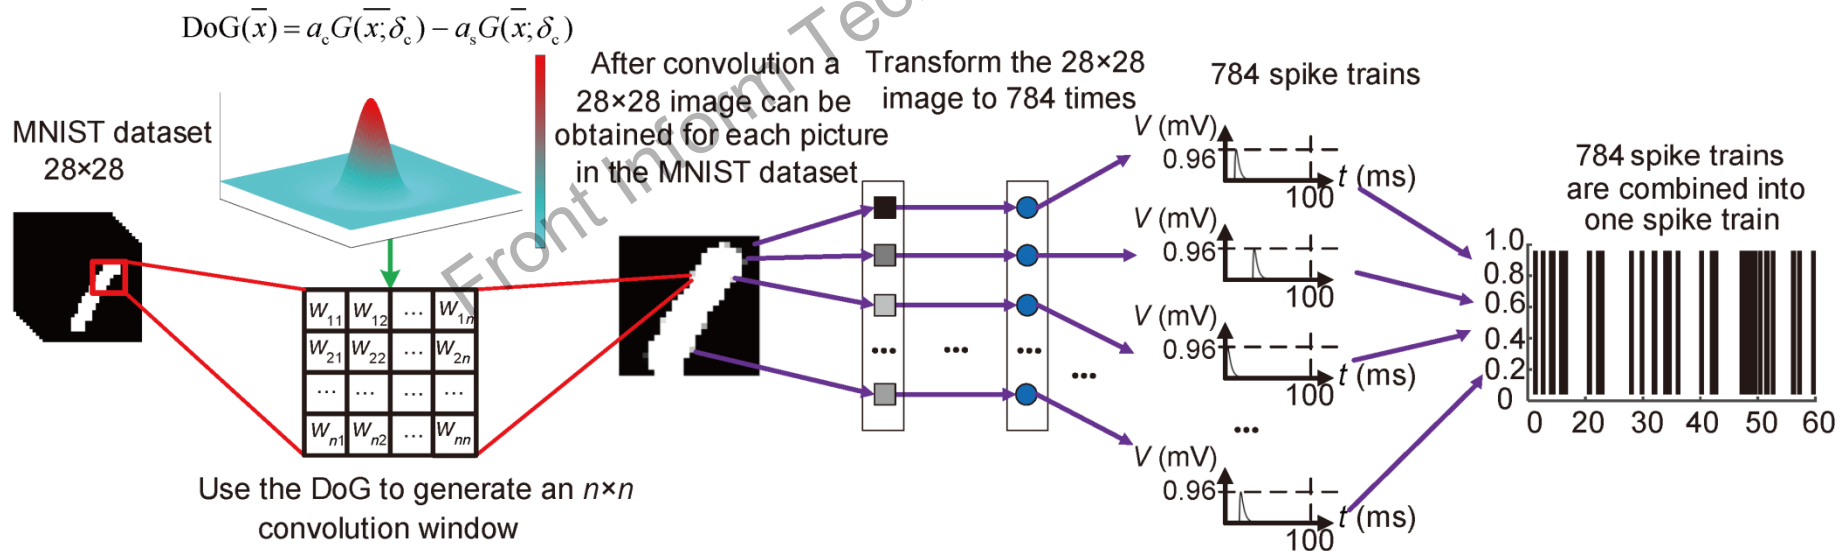 DoG(x̄) = a_c G(x̄; δ_c) − a_s G(x̄; δ_c)
MNIST dataset
28×28
W11 W12 ... W1n
W21 W22 ... W2n
... ... ... ...
Wn1 Wn2 ... Wnn
Use the DoG to generate an n×n
convolution window
After convolution a
28×28 image can be
obtained for each picture
in the MNIST dataset
Transform the 28×28
image to 784 times
... ... ...
...
784 spike trains
V (mV)
0.96
t (ms)
100
V (mV)
0.96
100
V (mV)
0.96
t (ms)
100
...
V (mV)
0.96
t (ms)
100
784 spike trains
are combined into
one spike train
1.0
0.8
0.6
0.4
0.2
0
0 20 30 40 50 60
Front Inform Tec